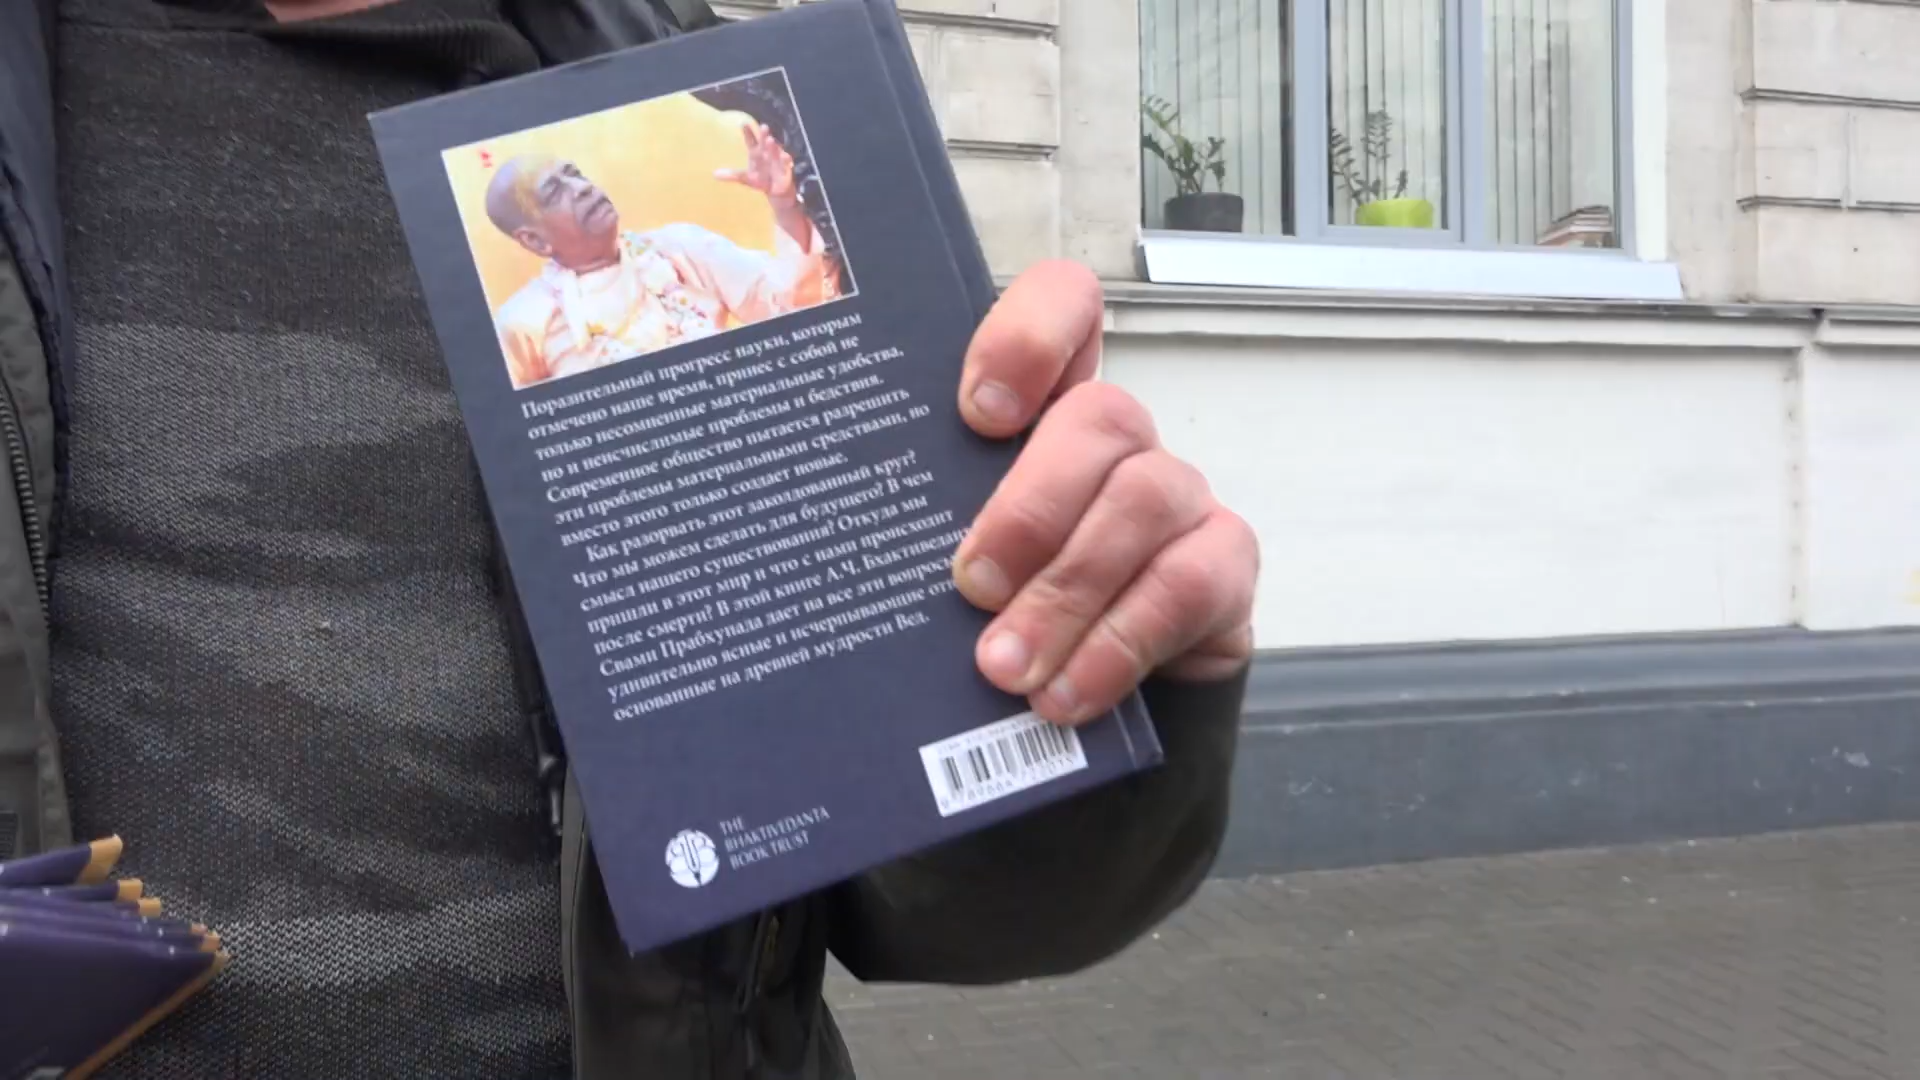 Поразительный прогресс науки, которым
отмечено наше время, принес с собой не
только несомненные материальные удобства,
но и неисчислимые проблемы и бедствия.
Современное общество пытается разрешить
эти проблемы материальными средствами, но
вместо этого только создает новые.
Как разорвать этот заколдованный круг?
Что мы можем сделать для будущего? В чем
смысл нашего существования? Откуда мы
пришли в этот мир и что с нами происходит
после смерти? В этой книге А.Ч. Бхактиведан
Свами Прабхупада дает на все эти вопросы
удивительно ясные и исчерпывающие от
основанные на древней мудрости Вед.
THE
BHAKTIVEDANTA
BOOK TRUST